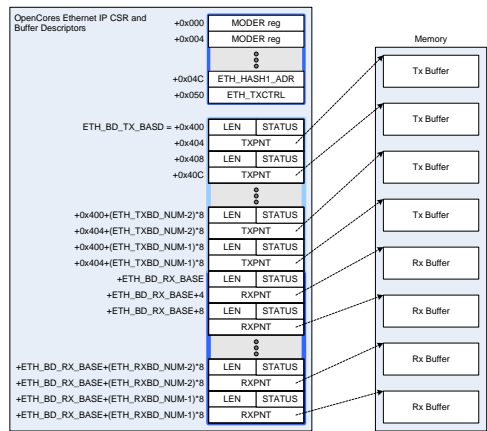 OpenCores Ethernet IP CSR and
Buffer Descriptors
+0x000 MODER reg
+0x004 MODER reg
+0x04C ETH_HASH1_ADR
+0x050 ETH_TXCTRL
ETH_BD_TX_BASD = +0x400 LEN STATUS
+0x404 TXPNT
+0x408 LEN STATUS
+0x40C TXPNT
+0x400+(ETH_TXBD_NUM-2)*8 LEN STATUS
+0x404+(ETH_TXBD_NUM-2)*8 TXPNT
+0x400+(ETH_TXBD_NUM-1)*8 LEN STATUS
+0x404+(ETH_TXBD_NUM-1)*8 TXPNT
+ETH_BD_RX_BASE LEN STATUS
+ETH_BD_RX_BASE+4 RXPNT
+ETH_BD_RX_BASE+8 LEN STATUS
RXPNT
+ETH_BD_RX_BASE+(ETH_RXBD_NUM-2)*8 LEN STATUS
+ETH_BD_RX_BASE+(ETH_RXBD_NUM-2)*8 RXPNT
+ETH_BD_RX_BASE+(ETH_RXBD_NUM-1)*8 LEN STATUS
+ETH_BD_RX_BASE+(ETH_RXBD_NUM-1)*8 RXPNT
Memory
Tx Buffer
Tx Buffer
Tx Buffer
Tx Buffer
Rx Buffer
Rx Buffer
Rx Buffer
Rx Buffer